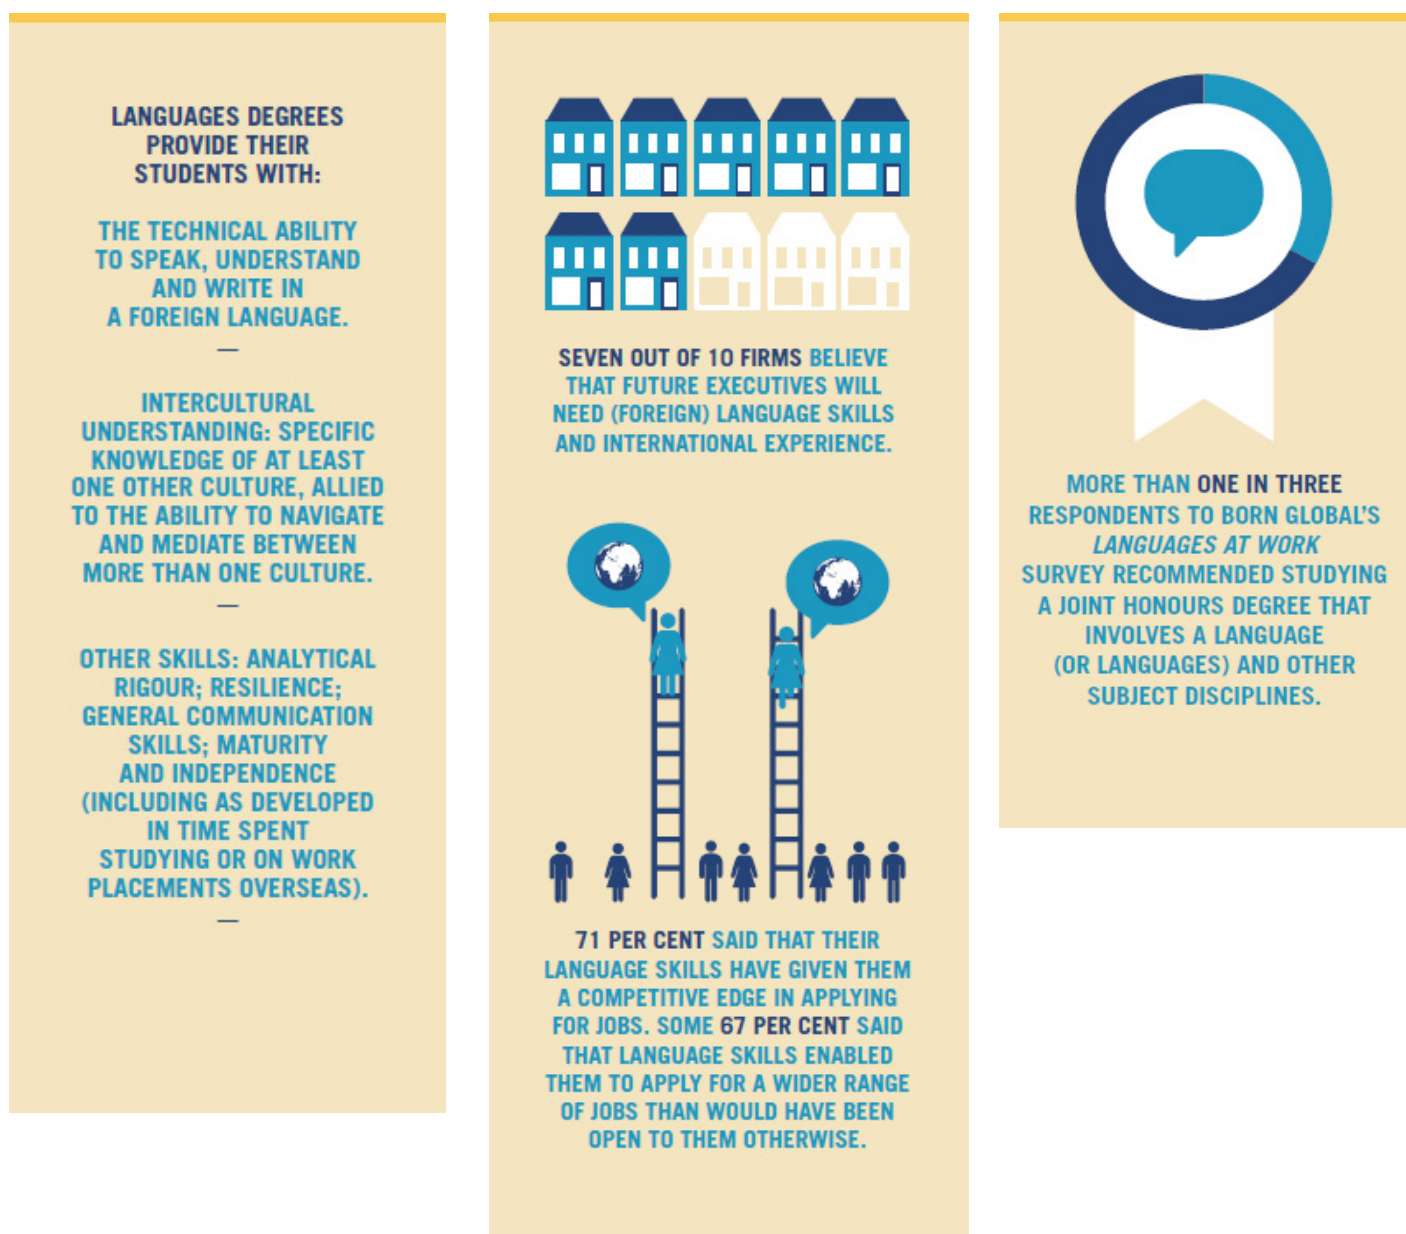 LANGUAGES DEGREES
PROVIDE THEIR
STUDENTS WITH:
THE TECHNICAL ABILITY
TO SPEAK, UNDERSTAND
AND WRITE IN
A FOREIGN LANGUAGE.
—
INTERCULTURAL
UNDERSTANDING: SPECIFIC
KNOWLEDGE OF AT LEAST
ONE OTHER CULTURE, ALLIED
TO THE ABILITY TO NAVIGATE
AND MEDIATE BETWEEN
MORE THAN ONE CULTURE.
—
OTHER SKILLS: ANALYTICAL
RIGOUR; RESILIENCE;
GENERAL COMMUNICATION
SKILLS; MATURITY
AND INDEPENDENCE
(INCLUDING AS DEVELOPED
IN TIME SPENT
STUDYING OR ON WORK
PLACEMENTS OVERSEAS).
—
SEVEN OUT OF 10 FIRMS BELIEVE
THAT FUTURE EXECUTIVES WILL
NEED (FOREIGN) LANGUAGE SKILLS
AND INTERNATIONAL EXPERIENCE.
71 PER CENT SAID THAT THEIR
LANGUAGE SKILLS HAVE GIVEN THEM
A COMPETITIVE EDGE IN APPLYING
FOR JOBS. SOME 67 PER CENT SAID
THAT LANGUAGE SKILLS ENABLED
THEM TO APPLY FOR A WIDER RANGE
OF JOBS THAN WOULD HAVE BEEN
OPEN TO THEM OTHERWISE.
MORE THAN ONE IN THREE
RESPONDENTS TO BORN GLOBAL'S
LANGUAGES AT WORK
SURVEY RECOMMENDED STUDYING
A JOINT HONOURS DEGREE THAT
INVOLVES A LANGUAGE
(OR LANGUAGES) AND OTHER
SUBJECT DISCIPLINES.